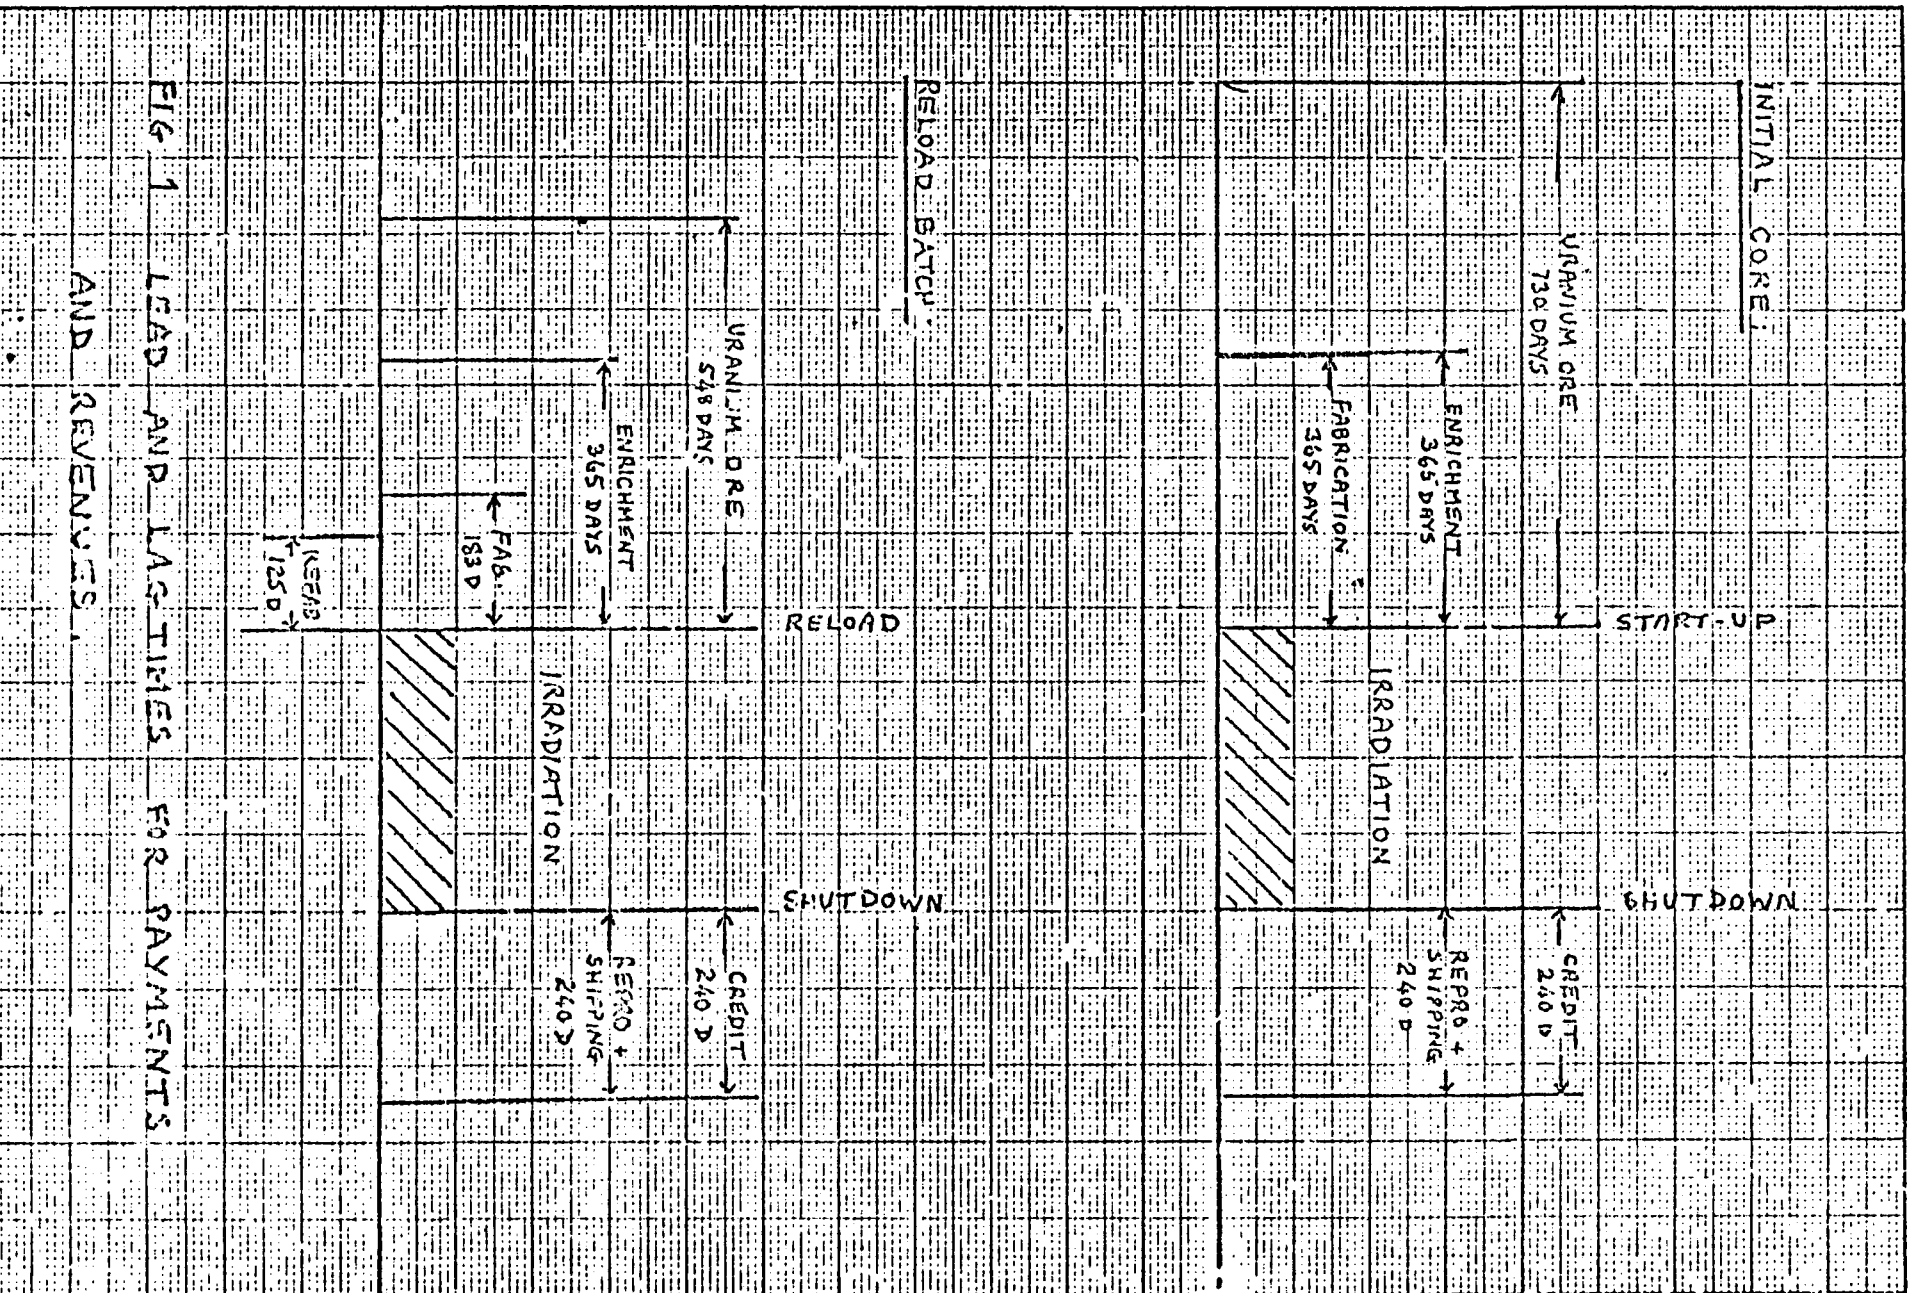 INITIAL CORE.
URANIUM ORE
730 DAYS
START-UP
SHUTDOWN
ENRICHMENT
365 DAYS
FABRICATION
365 DAYS
IRRADIATION
CREDIT
240 D
REPRO +
SHIPPING
240 D
RELOAD BATCH.
URANIUM ORE
548 DAYS
RELOAD
SHUTDOWN
ENRICHMENT
365 DAYS
FAB.
183 D
125 D
IRRADIATION
CREDIT
240 D
REPRO +
SHIPPING
240 D
FIG 1 LEAD AND LAG-TIMES FOR PAYMENTS
AND REVENUES.